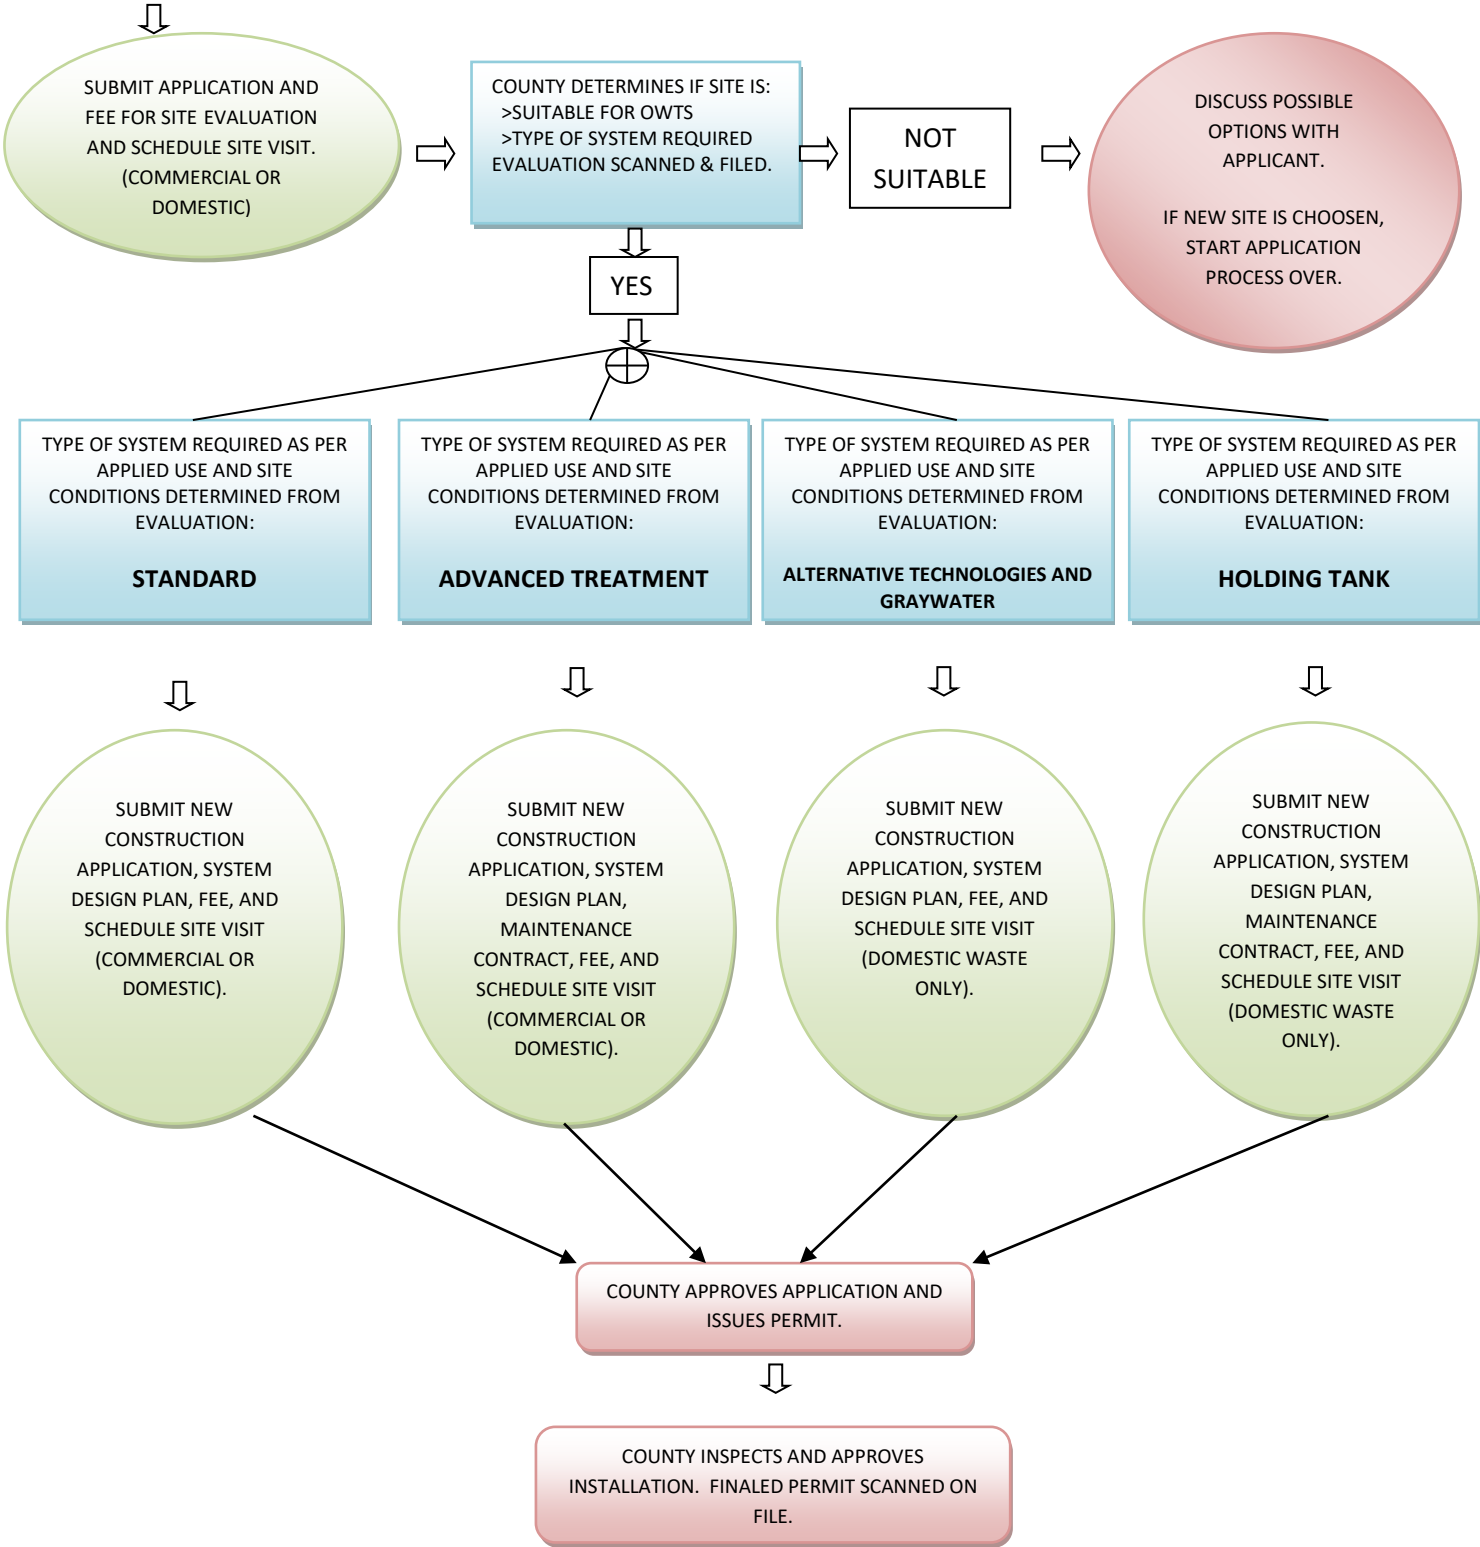 SUBMIT APPLICATION AND
FEE FOR SITE EVALUATION
AND SCHEDULE SITE VISIT.
(COMMERCIAL OR
DOMESTIC)
COUNTY DETERMINES IF SITE IS:
>SUITABLE FOR OWTS
>TYPE OF SYSTEM REQUIRED
EVALUATION SCANNED & FILED.
NOT
SUITABLE
DISCUSS POSSIBLE
OPTIONS WITH
APPLICANT.
IF NEW SITE IS CHOOSEN,
START APPLICATION
PROCESS OVER.
YES
TYPE OF SYSTEM REQUIRED AS PER
APPLIED USE AND SITE
CONDITIONS DETERMINED FROM
EVALUATION:
STANDARD
TYPE OF SYSTEM REQUIRED AS PER
APPLIED USE AND SITE
CONDITIONS DETERMINED FROM
EVALUATION:
ADVANCED TREATMENT
TYPE OF SYSTEM REQUIRED AS PER
APPLIED USE AND SITE
CONDITIONS DETERMINED FROM
EVALUATION:
ALTERNATIVE TECHNOLOGIES AND
GRAYWATER
TYPE OF SYSTEM REQUIRED AS PER
APPLIED USE AND SITE
CONDITIONS DETERMINED FROM
EVALUATION:
HOLDING TANK
SUBMIT NEW
CONSTRUCTION
APPLICATION, SYSTEM
DESIGN PLAN, FEE, AND
SCHEDULE SITE VISIT
(COMMERCIAL OR
DOMESTIC).
SUBMIT NEW
CONSTRUCTION
APPLICATION, SYSTEM
DESIGN PLAN,
MAINTENANCE
CONTRACT, FEE, AND
SCHEDULE SITE VISIT
(COMMERCIAL OR
DOMESTIC).
SUBMIT NEW
CONSTRUCTION
APPLICATION, SYSTEM
DESIGN PLAN, FEE, AND
SCHEDULE SITE VISIT
(DOMESTIC WASTE
ONLY).
SUBMIT NEW
CONSTRUCTION
APPLICATION, SYSTEM
DESIGN PLAN,
MAINTENANCE
CONTRACT, FEE, AND
SCHEDULE SITE VISIT
(DOMESTIC WASTE
ONLY).
COUNTY APPROVES APPLICATION AND
ISSUES PERMIT.
COUNTY INSPECTS AND APPROVES
INSTALLATION.  FINALED PERMIT SCANNED ON
FILE.